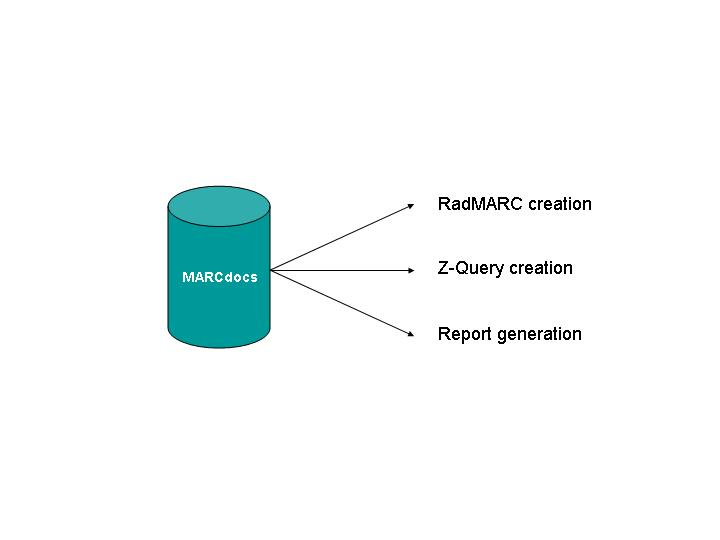 RadMARC creation
Z-Query creation
MARCdocs
Report generation